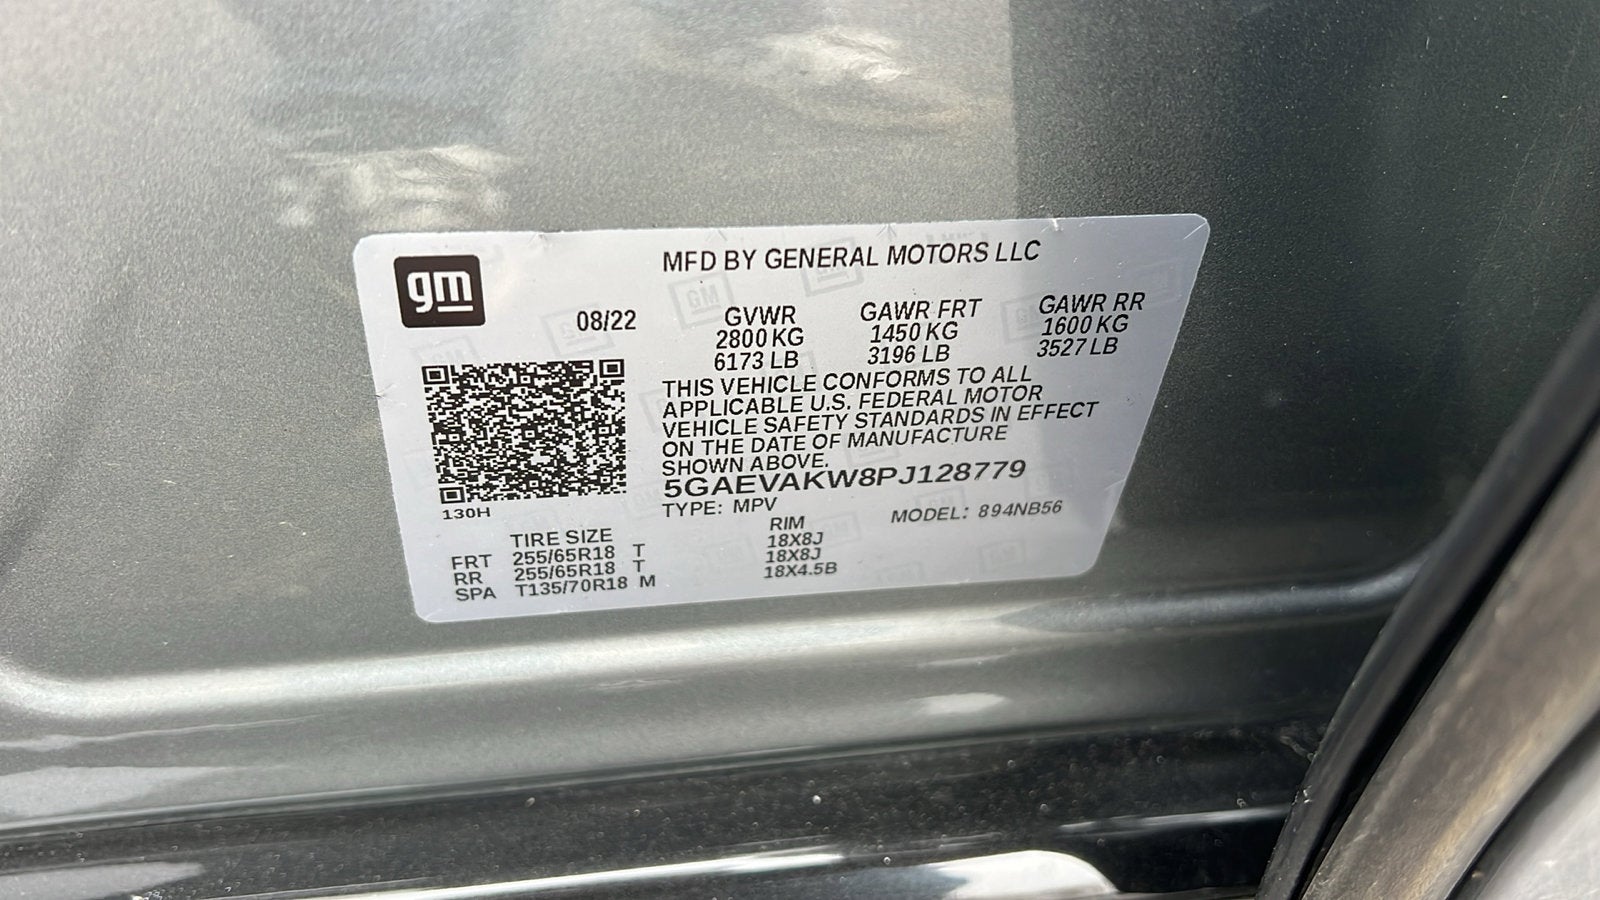 gm
MFD BY GENERAL MOTORS LLC
08/22
GVWR GAWR FRT GAWR RR
2800 KG 1450 KG 1600 KG
6173 LB 3196 LB 3527 LB
THIS VEHICLE CONFORMS TO ALL
APPLICABLE U.S. FEDERAL MOTOR
VEHICLE SAFETY STANDARDS IN EFFECT
ON THE DATE OF MANUFACTURE
SHOWN ABOVE.
5GAEVAKW8PJ128779
TYPE: MPV MODEL: 894NB56
130H
TIRE SIZE RIM
FRT 255/65R18 T 18X8J
RR 255/65R18 T 18X8J
SPA T135/70R18 M 18X4.5B